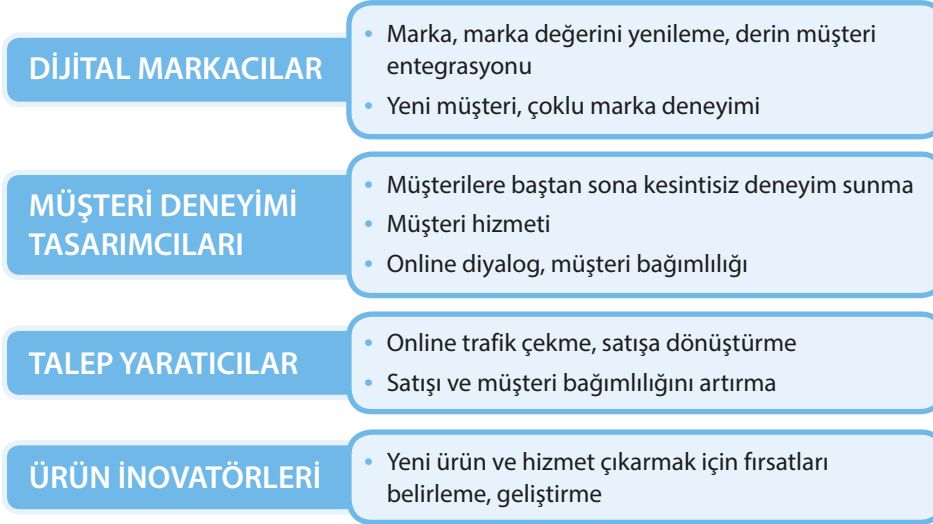 DİJİTAL MARKACILAR
• Marka, marka değerini yenileme, derin müşteri
entegrasyonu
• Yeni müşteri, çoklu marka deneyimi
MÜŞTERİ DENEYİMİ
TASARIMCILARI
• Müşterilere baştan sona kesintisiz deneyim sunma
• Müşteri hizmeti
• Online diyalog, müşteri bağımlılığı
TALEP YARATICILAR
• Online trafik çekme, satışa dönüştürme
• Satışı ve müşteri bağımlılığını artırma
ÜRÜN İNOVATÖRLERİ
• Yeni ürün ve hizmet çıkarmak için fırsatları
belirleme, geliştirme